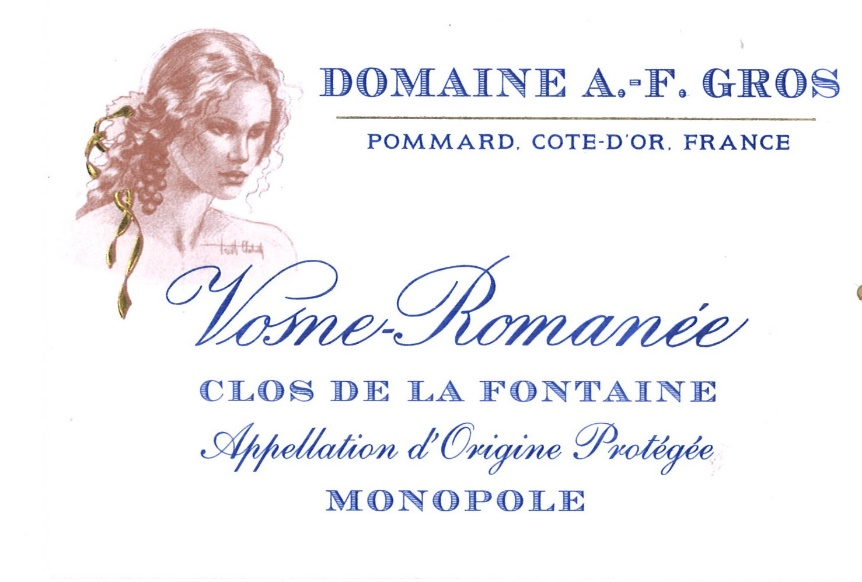 DOMAINE A.-F. GROS
POMMARD, COTE-D'OR, FRANCE
Vosne-Romanée
CLOS DE LA FONTAINE
Appellation d'Origine Protégée
MONOPOLE